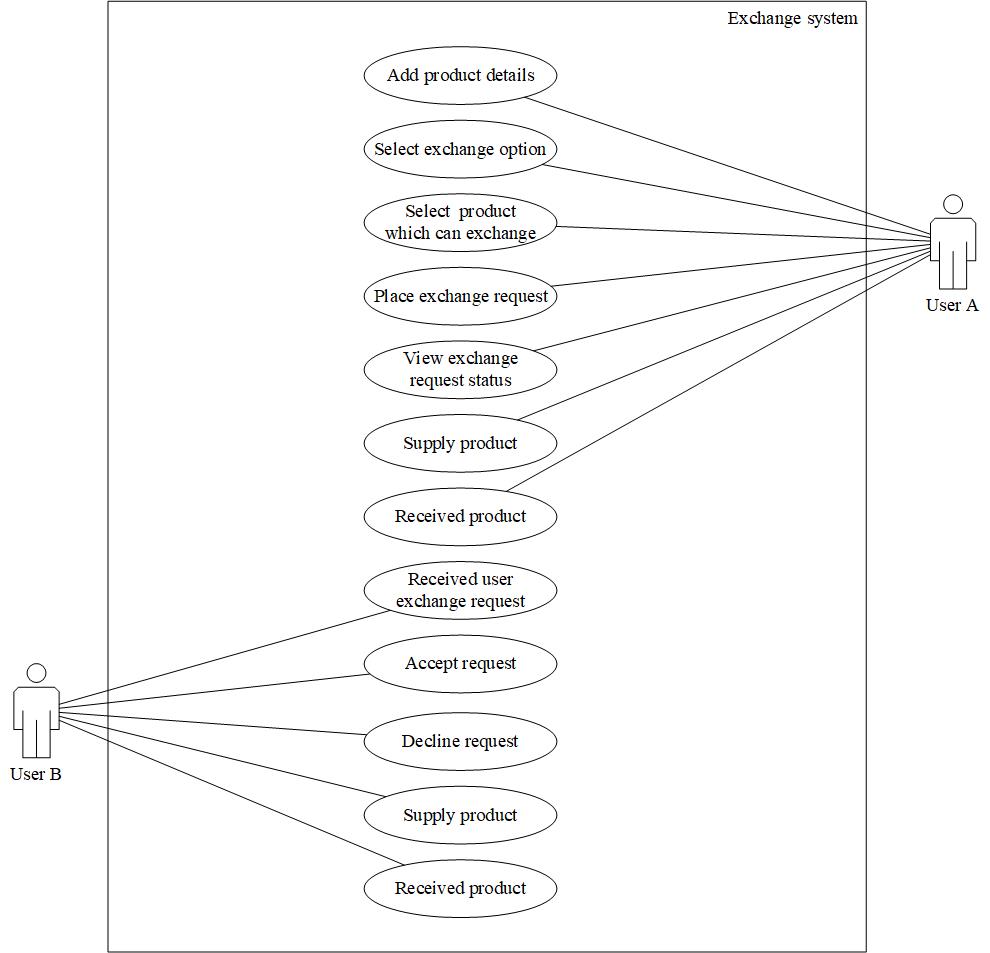 Exchange system
Add product details
Select exchange option
Select  product
which can exchange
Place exchange request
View exchange
request status
Supply product
Received product
Received user
exchange request
Accept request
Decline request
Supply product
Received product
User A
User B